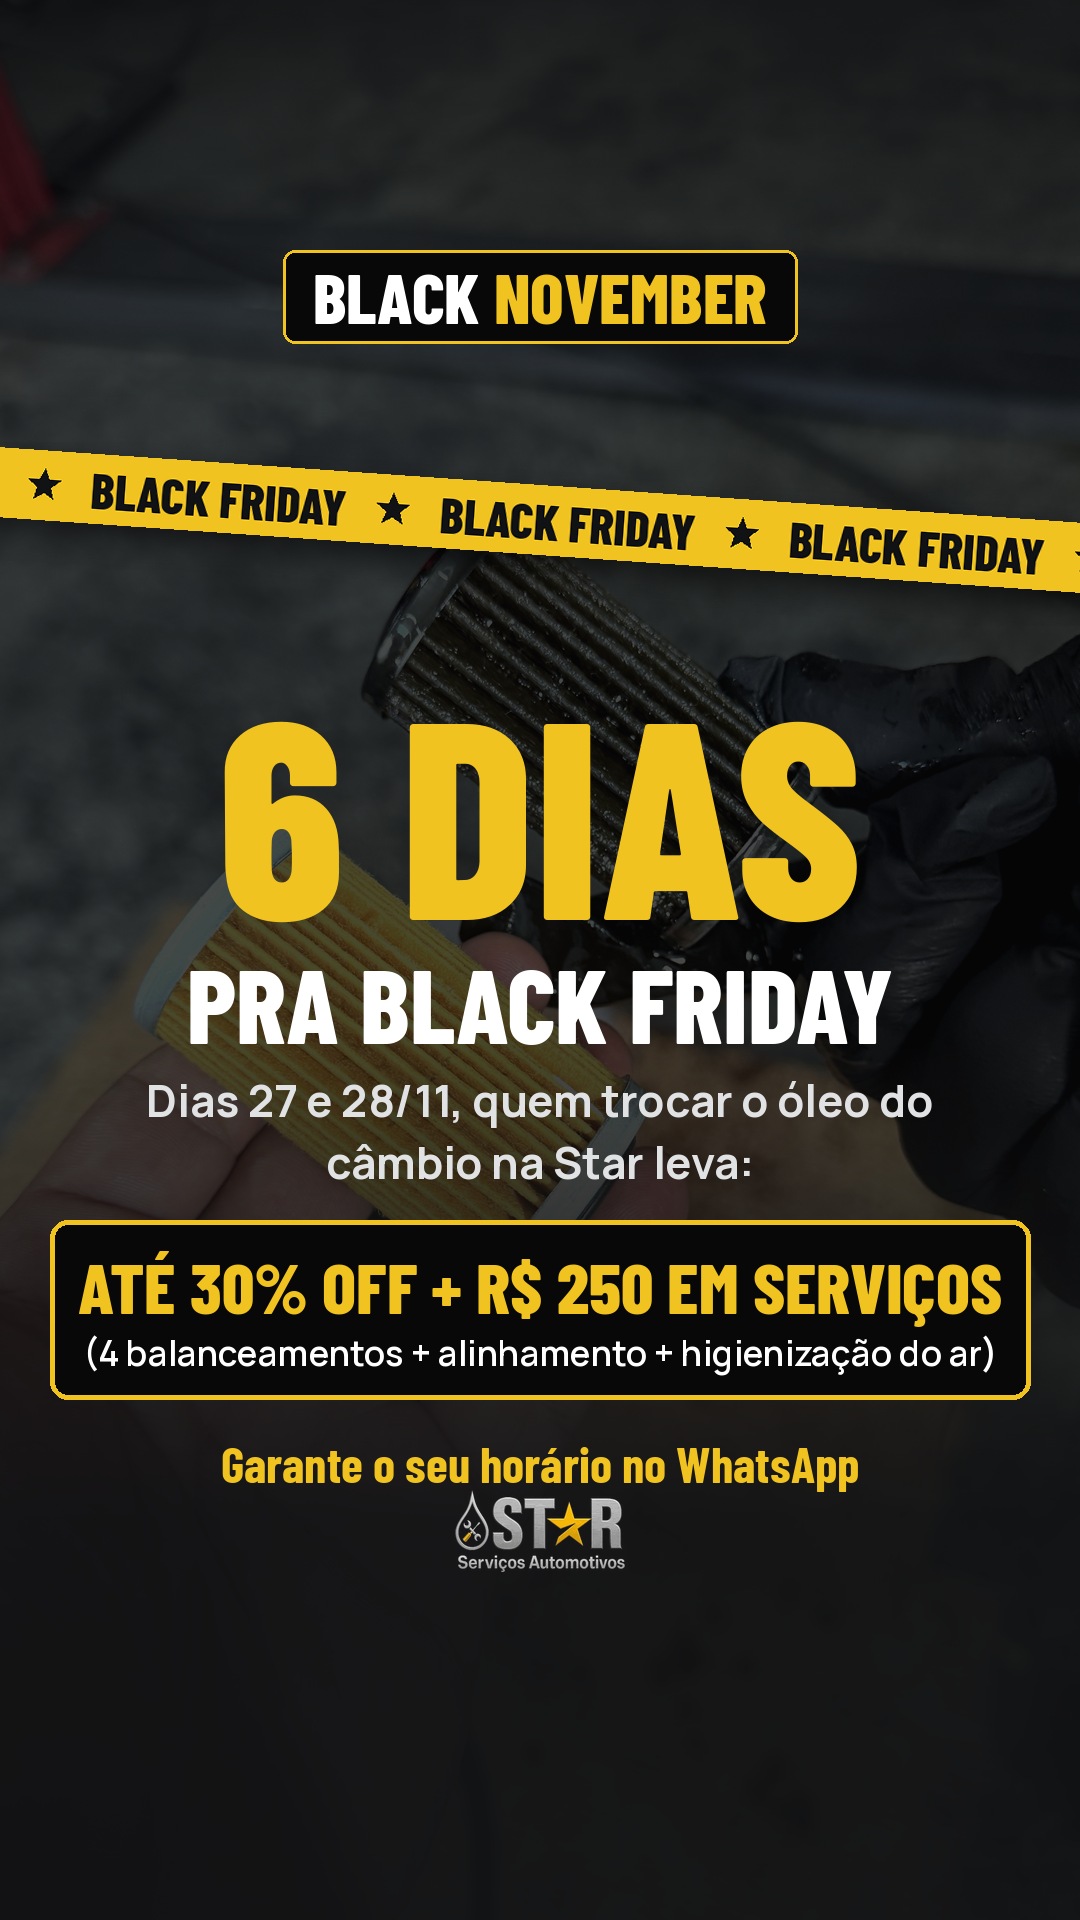 BLACK NOVEMBER
★ BLACK FRIDAY ★ BLACK FRIDAY ★ BLACK FRIDAY
6 DIAS
PRA BLACK FRIDAY
Dias 27 e 28/11, quem trocar o óleo do
câmbio na Star leva:
ATÉ 30% OFF + R$ 250 EM SERVIÇOS
(4 balanceamentos + alinhamento + higienização do ar)
Garante o seu horário no WhatsApp
ST★R
Serviços Automotivos